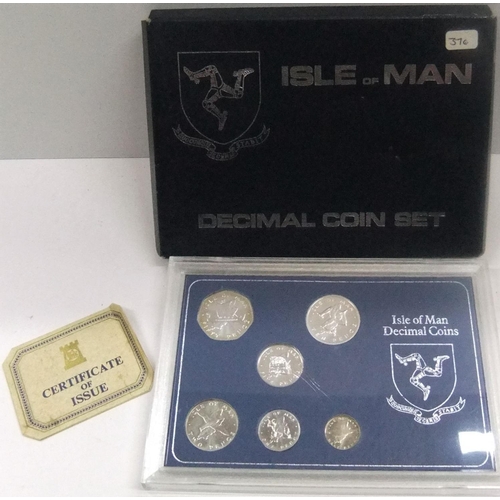 376
ISLE OF MAN
DECIMAL COIN SET
Isle of Man
Decimal Coins
CERTIFICATE
OF
ISSUE